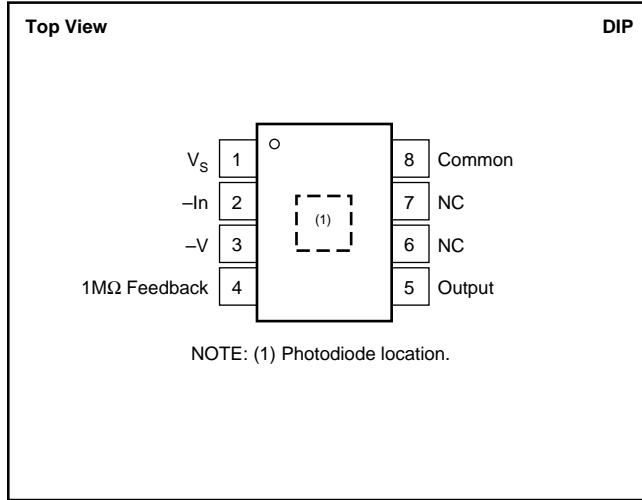 Top View DIP
V_S 1 8 Common
–In 2 (1) 7 NC
–V 3 6 NC
1MΩ Feedback 4 5 Output
NOTE: (1) Photodiode location.